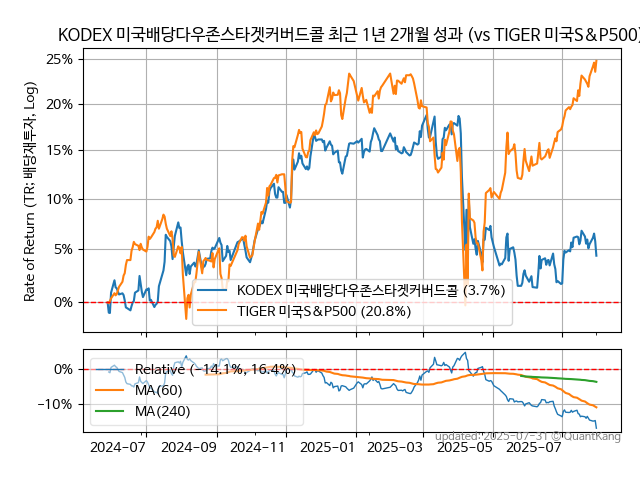 KODEX 미국배당다우존스타겟커버드콜 최근 1년 2개월 성과 (vs TIGER 미국S&P500)
Rate of Return (TR: 배당재투자, Log)
25%
20%
15%
10%
5%
0%
KODEX 미국배당다우존스타겟커버드콜 (3.7%)
TIGER 미국S&P500 (20.8%)
0%
−10%
Relative (−14.1%, 16.4%)
MA(60)
MA(240)
updated: 2025-07-31 © QuantKang
2024-07 2024-09 2024-11 2025-01 2025-03 2025-05 2025-07